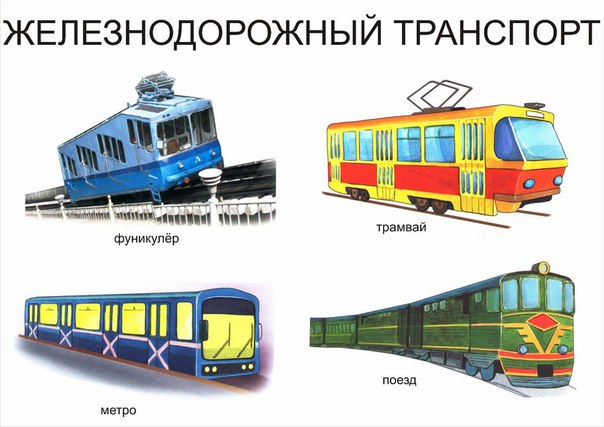 ЖЕЛЕЗНОДОРОЖНЫЙ ТРАНСПОРТ
фуникулёр
трамвай
метро
поезд